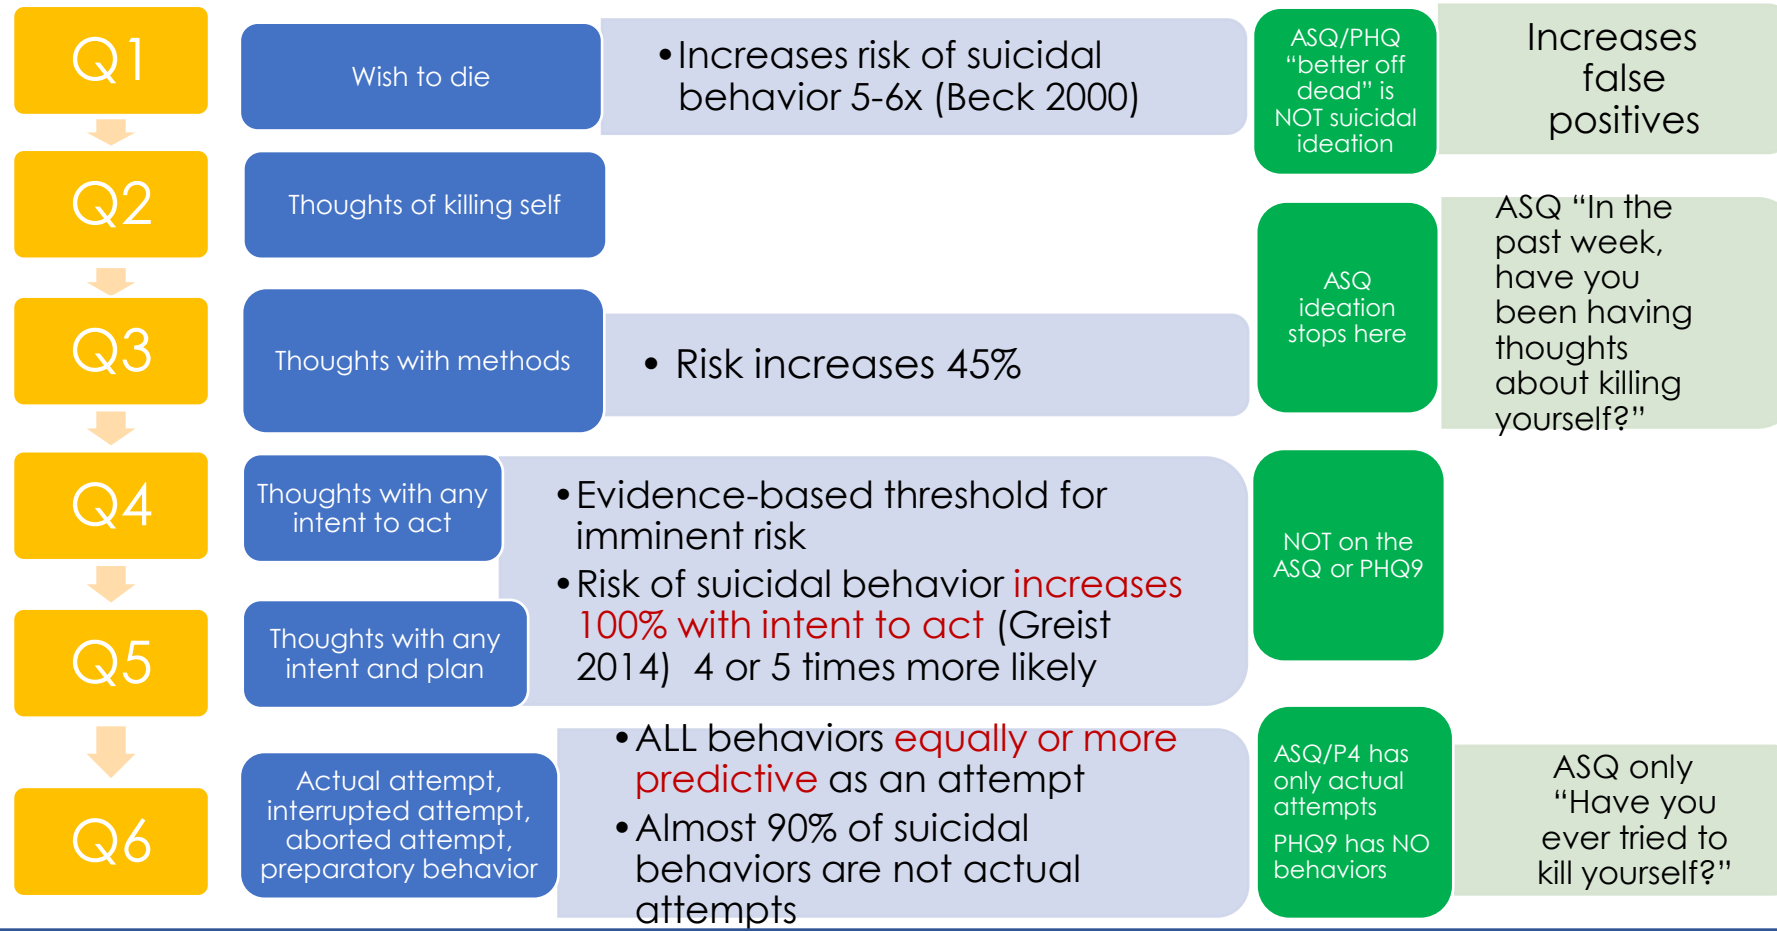 Q1
Wish to die
•Increases risk of suicidal
behavior 5-6x (Beck 2000)
ASQ/PHQ
“better off
dead” is
NOT suicidal
ideation
Increases
false
positives
Q2
Thoughts of killing self
ASQ
ideation
stops here
ASQ “In the
past week,
have you
been having
thoughts
about killing
yourself?”
Q3
Thoughts with methods
• Risk increases 45%
Q4
Thoughts with any
intent to act
•Evidence-based threshold for
imminent risk
•Risk of suicidal behavior increases
100% with intent to act (Greist
2014)  4 or 5 times more likely
NOT on the
ASQ or PHQ9
Q5
Thoughts with any
intent and plan
Q6
Actual attempt,
interrupted attempt,
aborted attempt,
preparatory behavior
•ALL behaviors equally or more
predictive as an attempt
•Almost 90% of suicidal
behaviors are not actual
attempts
ASQ/P4 has
only actual
attempts
PHQ9 has NO
behaviors
ASQ only
“Have you
ever tried to
kill yourself?”